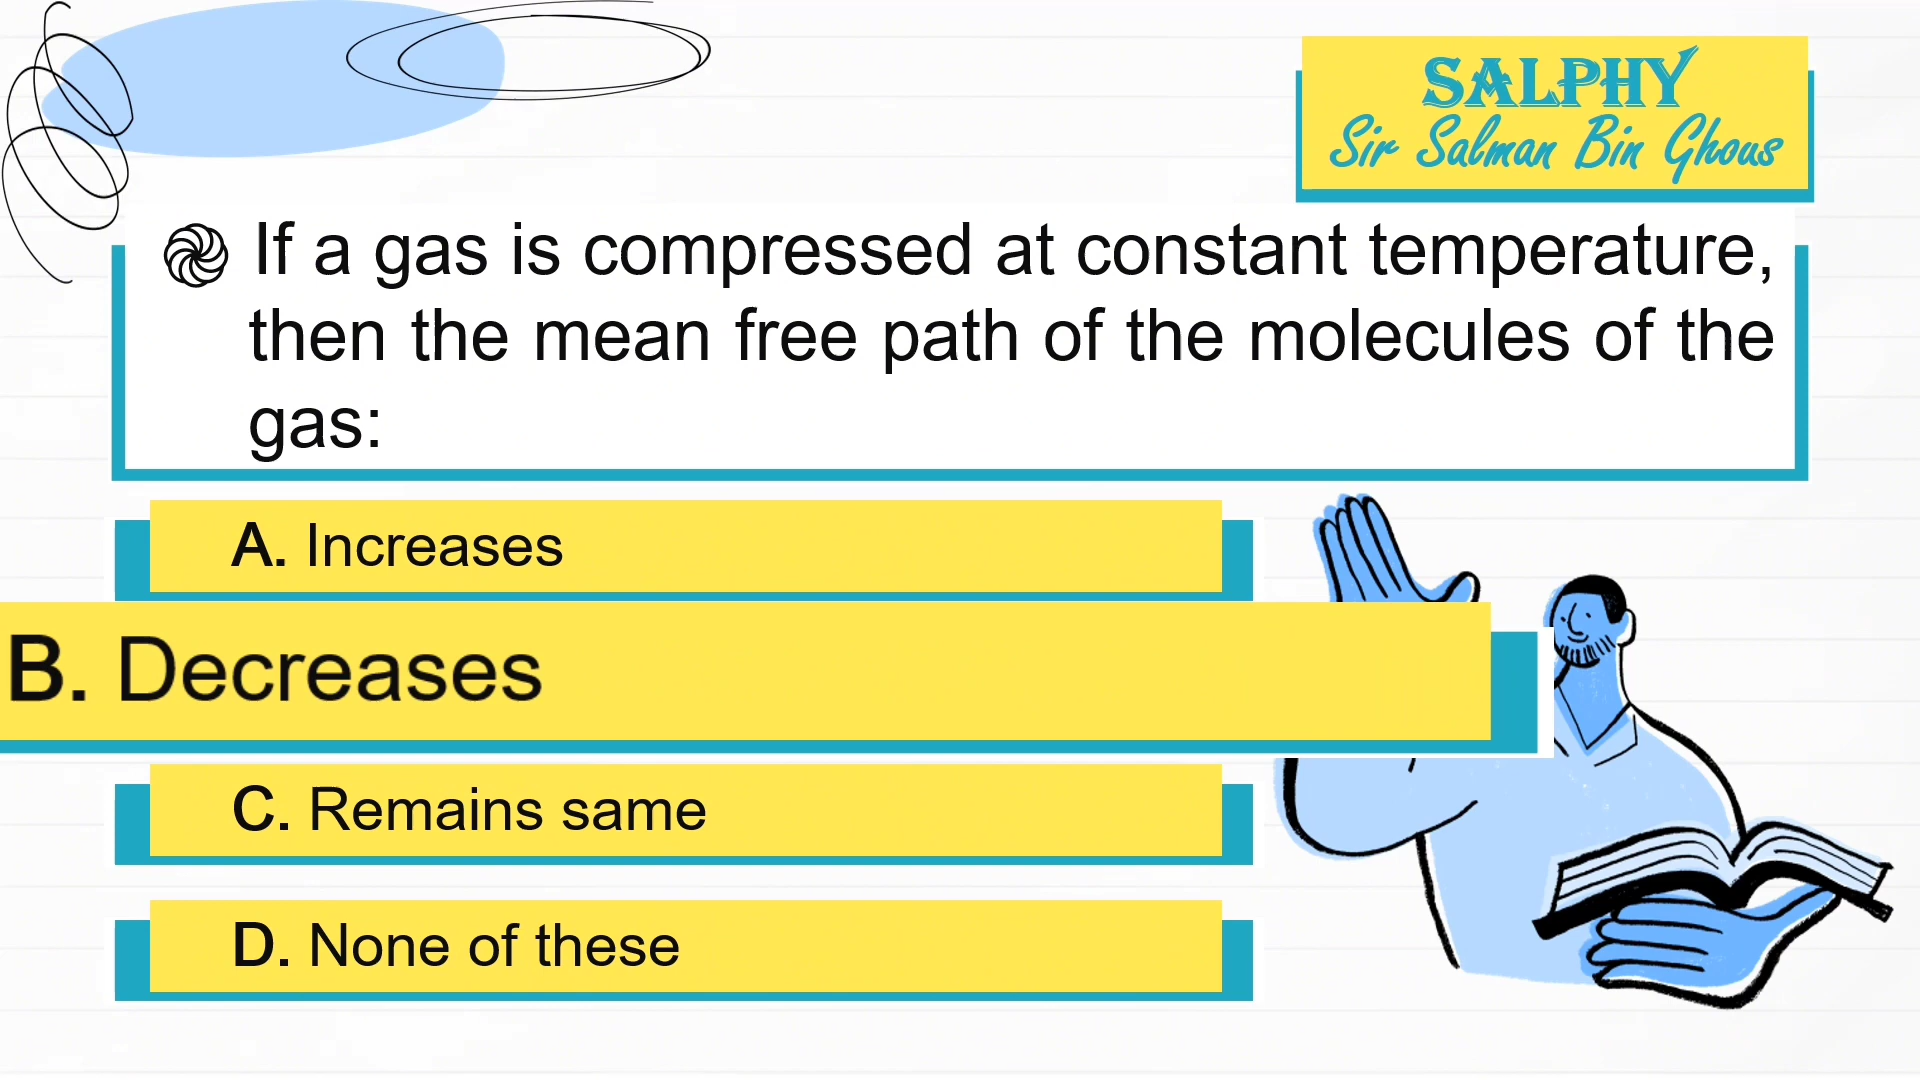 SALPHY
Sir Salman Bin Ghous
If a gas is compressed at constant temperature,
then the mean free path of the molecules of the
gas:
A. Increases
B. Decreases
C. Remains same
D. None of these